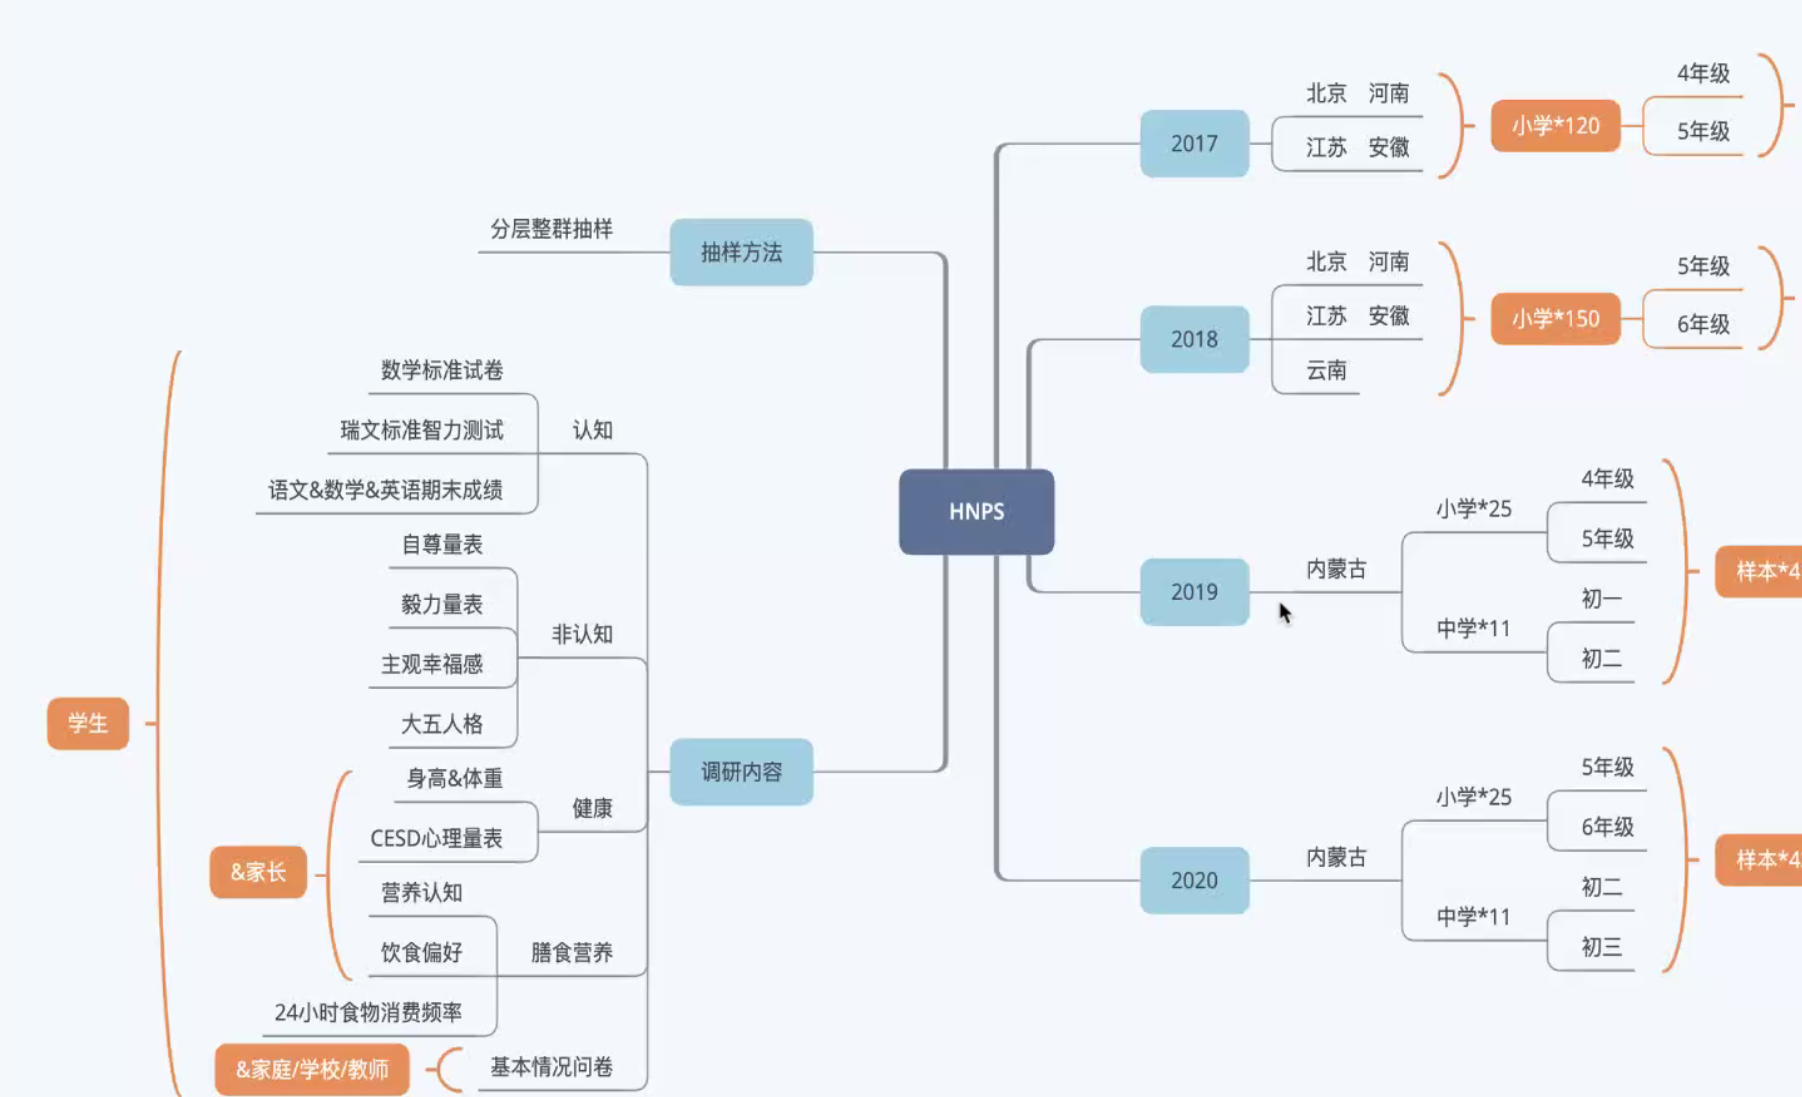 HNPS
2017
北京 河南
江苏 安徽
小学*120
4年级
5年级
2018
北京 河南
江苏 安徽
云南
小学*150
5年级
6年级
2019
内蒙古
小学*25
4年级
5年级
中学*11
初一
初二
样本*4
2020
内蒙古
小学*25
5年级
6年级
中学*11
初二
初三
样本*4
抽样方法
分层整群抽样
调研内容
认知
数学标准试卷
瑞文标准智力测试
语文&数学&英语期末成绩
非认知
自尊量表
毅力量表
主观幸福感
大五人格
健康
身高&体重
CESD心理量表
膳食营养
营养认知
饮食偏好
24小时食物消费频率
基本情况问卷
&家长
&家庭/学校/教师
学生